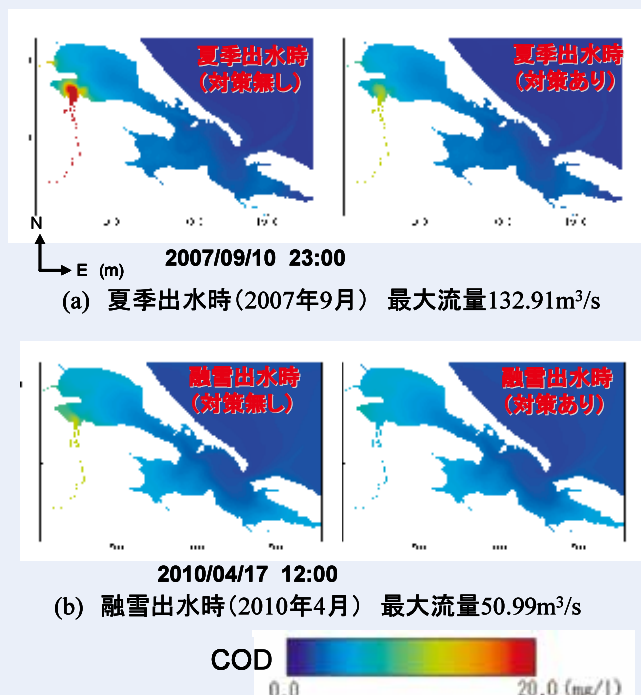 夏季出水時
(対策無し)
夏季出水時
(対策あり)
N
E (m)
2007/09/10 23:00
(a) 夏季出水時(2007年9月) 最大流量132.91m³/s
融雪出水時
(対策無し)
融雪出水時
(対策あり)
2010/04/17 12:00
(b) 融雪出水時(2010年4月) 最大流量50.99m³/s
COD
0.0 20.0 (mg/l)